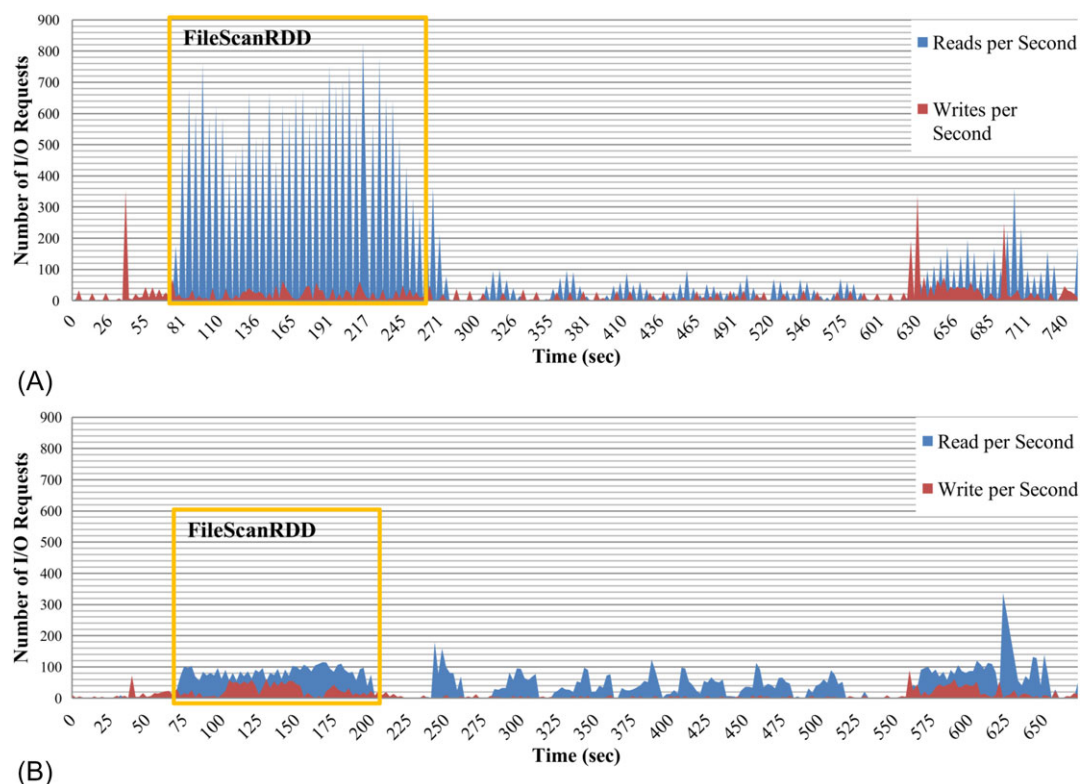 900
800
700
600
500
400
300
200
100
0
Number of I/O Requests
FileScanRDD
Reads per Second
Writes per
Second
0 26 55 81 110 136 165 191 217 245 271 300 326 355 381 410 436 465 491 520 546 575 601 630 656 685 711 740
Time (sec)
(A)
900
800
700
600
500
400
300
200
100
0
Number of I/O Requests
FileScanRDD
Read per Second
Write per Second
0 25 50 75 100 125 150 175 200 225 250 275 300 325 350 375 400 425 450 475 500 525 550 575 600 625 650
Time (sec)
(B)